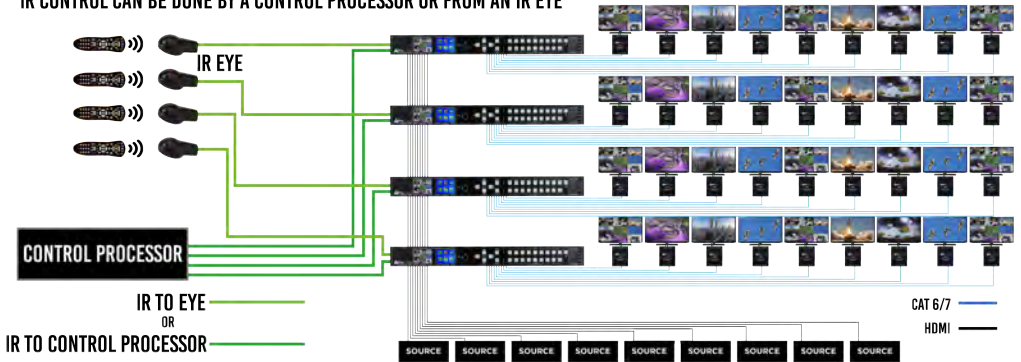 IR CONTROL CAN BE DONE BY A CONTROL PROCESSOR OR FROM AN IR EYE
IR EYE
CONTROL PROCESSOR
IR TO EYE
OR
IR TO CONTROL PROCESSOR
CAT 6/7
HDMI
SOURCE SOURCE SOURCE SOURCE SOURCE SOURCE SOURCE SOURCE SOURCE